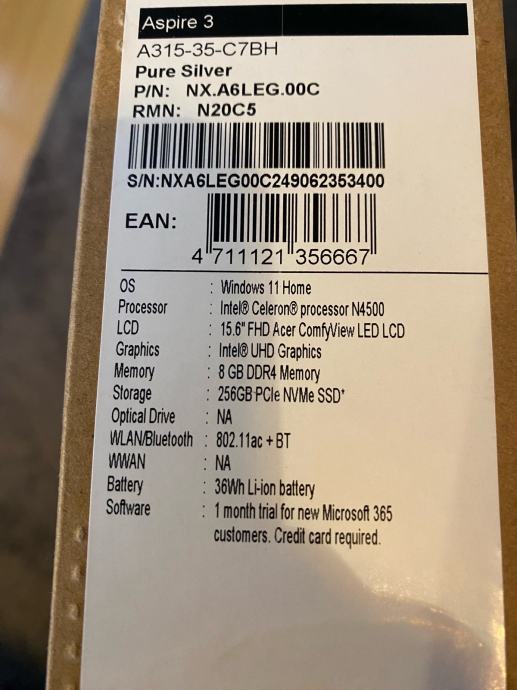 Aspire 3
A315-35-C7BH
Pure Silver
P/N: NX.A6LEG.00C
RMN: N20C5
S/N:NXA6LEG00C249062353400
EAN:
4 711121 356667
OS : Windows 11 Home
Processor : Intel® Celeron® processor N4500
LCD : 15.6" FHD Acer ComfyView LED LCD
Graphics : Intel® UHD Graphics
Memory : 8 GB DDR4 Memory
Storage : 256GB PCIe NVMe SSD*
Optical Drive : NA
WLAN/Bluetooth : 802.11ac + BT
WWAN : NA
Battery : 36Wh Li-ion battery
Software : 1 month trial for new Microsoft 365
customers. Credit card required.